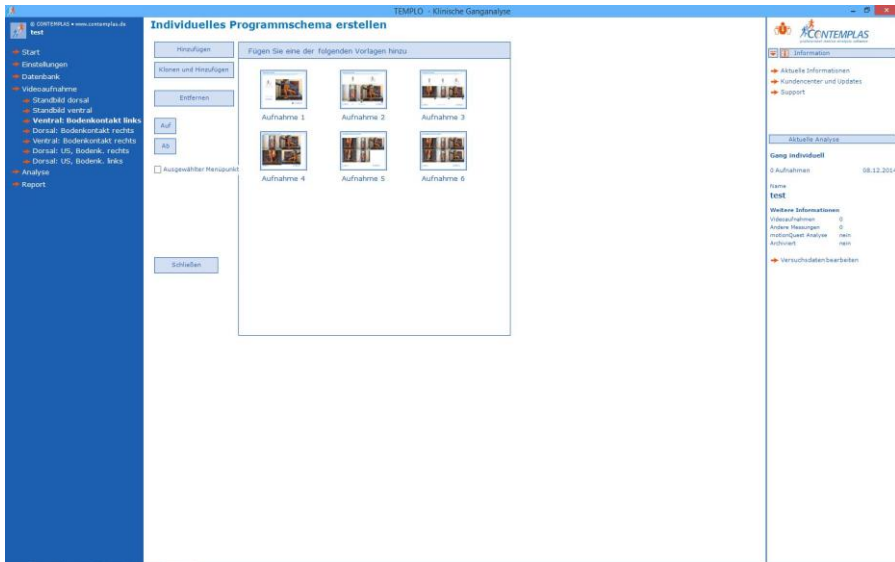 TEMPLO - Klinische Ganganalyse
© CONTEMPLAS • www.contemplas.de
test
Start
Einstellungen
Datenbank
Videoaufnahme
Standbild dorsal
Standbild ventral
Ventral: Bodenkontakt links
Dorsal: Bodenkontakt rechts
Ventral: Bodenkontakt rechts
Dorsal: US, Bodenk. rechts
Dorsal: US, Bodenk. links
Analyse
Report
Individuelles Programmschema erstellen
Hinzufügen
Klonen und Hinzufügen
Entfernen
Auf
Ab
Ausgewählter Menüpunkt
Schließen
Fügen Sie eine der folgenden Vorlagen hinzu
Aufnahme 1
Aufnahme 2
Aufnahme 3
Aufnahme 4
Aufnahme 5
Aufnahme 6
CONTEMPLAS
Information
Aktuelle Informationen
Kundencenter und Updates
Support
Aktuelle Analyse
Gang individuell
0 Aufnahmen 08.12.2014
Name
test
Weitere Informationen
Videoaufnahmen 0
Andere Messungen 0
motionQuest Analyse nein
Archiviert nein
Versuchsdaten bearbeiten